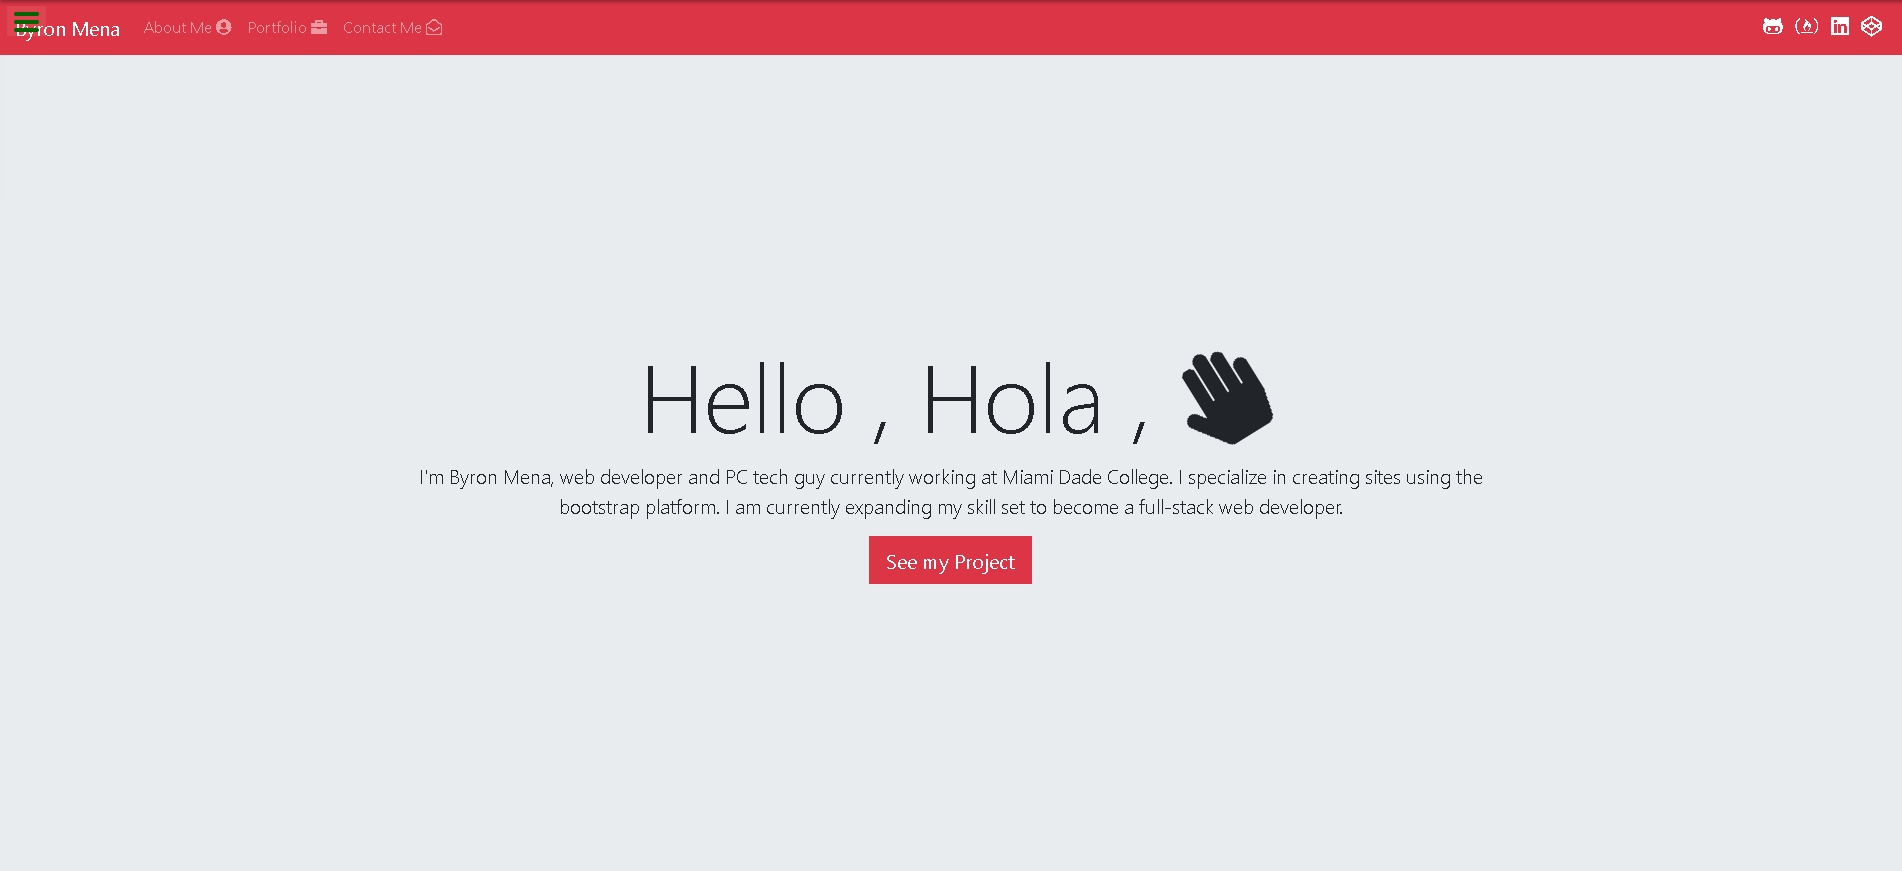 Byron Mena About Me Portfolio Contact Me
Hello , Hola ,
I'm Byron Mena, web developer and PC tech guy currently working at Miami Dade College. I specialize in creating sites using the
bootstrap platform. I am currently expanding my skill set to become a full-stack web developer.
See my Project